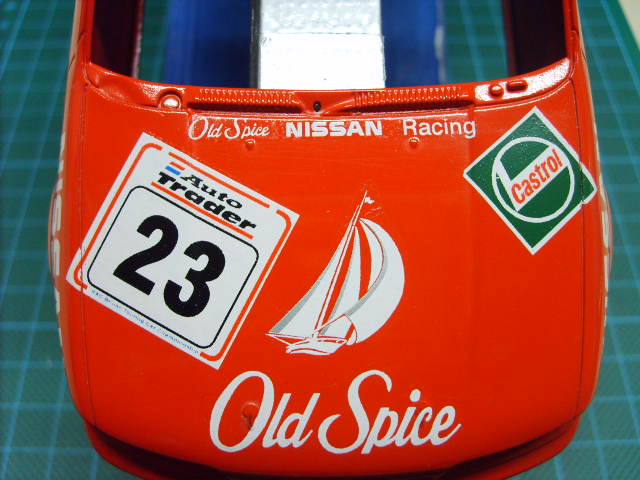 Old Spice NISSAN Racing
Auto
Trader
23
Castrol
Old Spice